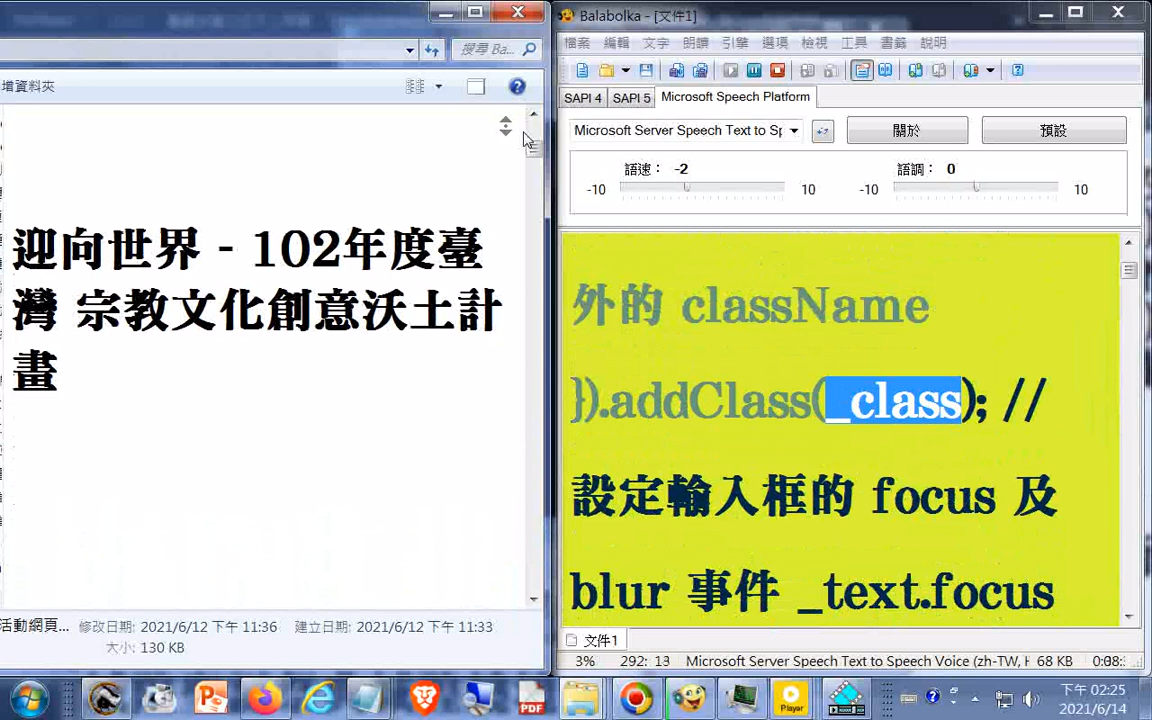 搜尋 Ba...
增資料夾
迎向世界 - 102年度臺
灣 宗教文化創意沃土計
畫
活動網頁... 修改日期: 2021/6/12 下午 11:36 建立日期: 2021/6/12 下午 11:33
大小: 130 KB
Balabolka - [文件1]
檔案 編輯 文字 朗讀 引擎 選項 檢視 工具 書籤 說明
SAPI 4 SAPI 5 Microsoft Speech Platform
Microsoft Server Speech Text to Sp 關於 預設
語速： -2 語調： 0
-10 10 -10 10
外的 className
}).addClass(_class); //
設定輸入框的 focus 及
blur 事件 _text.focus
文件1
3% 292: 13 Microsoft Server Speech Text to Speech Voice (zh-TW, H 68 KB
PDF
Player
下午 02:25
2021/6/14